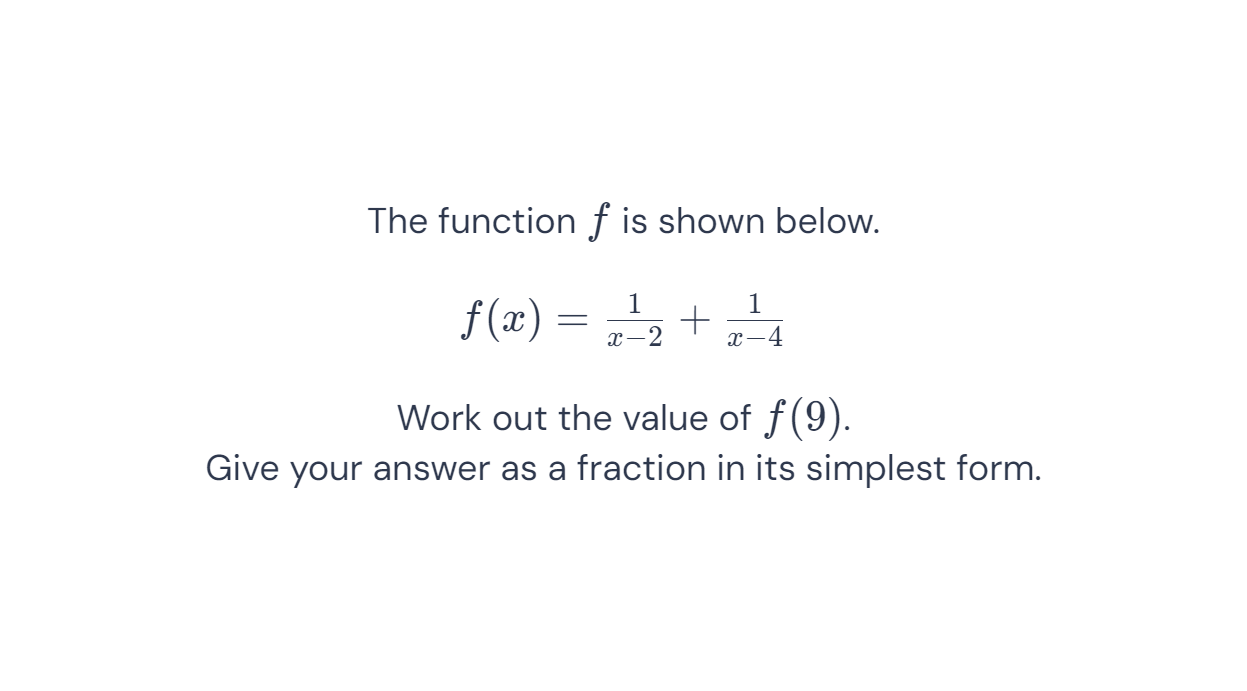 The function f is shown below.
f(x) = \frac{1}{x-2} + \frac{1}{x-4}
Work out the value of f(9).
Give your answer as a fraction in its simplest form.